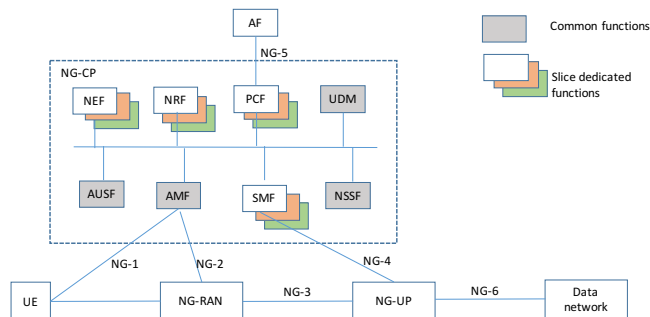 AF
Common functions
NG-5
NG-CP
NEF
NRF
PCF
UDM
Slice dedicated
functions
AUSF
AMF
SMF
NSSF
NG-1
NG-2
NG-4
UE
NG-RAN
NG-3
NG-UP
NG-6
Data
network